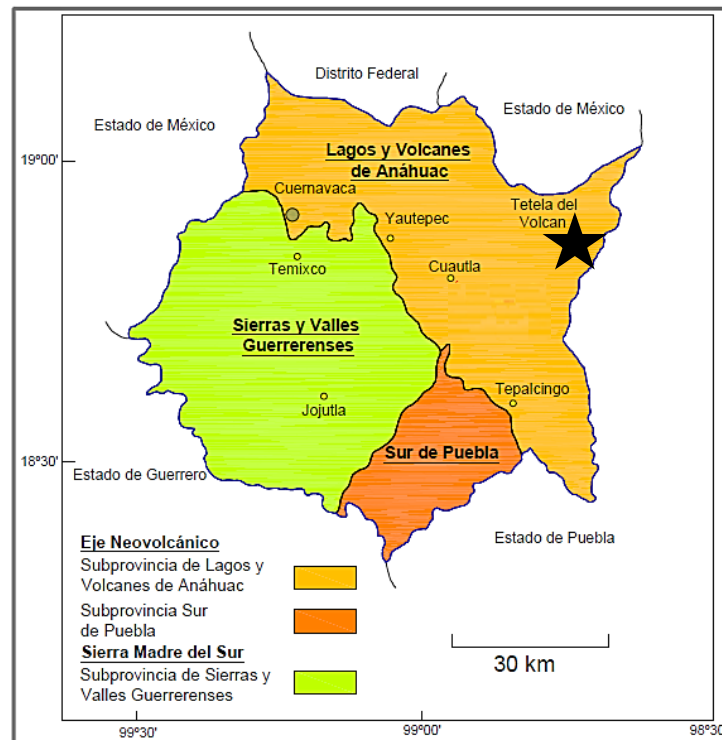 Distrito Federal
Estado de México
Estado de México
19°00'
Lagos y Volcanes
de Anáhuac
Cuernavaca
Tetela del
Volcan
Yautepec
Temixco
Cuautla
Sierras y Valles
Guerrerenses
Tepalcingo
Jojutla
Sur de Puebla
18°30'
Estado de Guerrero
Estado de Puebla
Eje Neovolcánico
Subprovincia de Lagos y
Volcanes de Anáhuac
Subprovincia Sur
de Puebla
Sierra Madre del Sur
Subprovincia de Sierras y
Valles Guerrerenses
30 km
99°30'
99°00'
98°30'